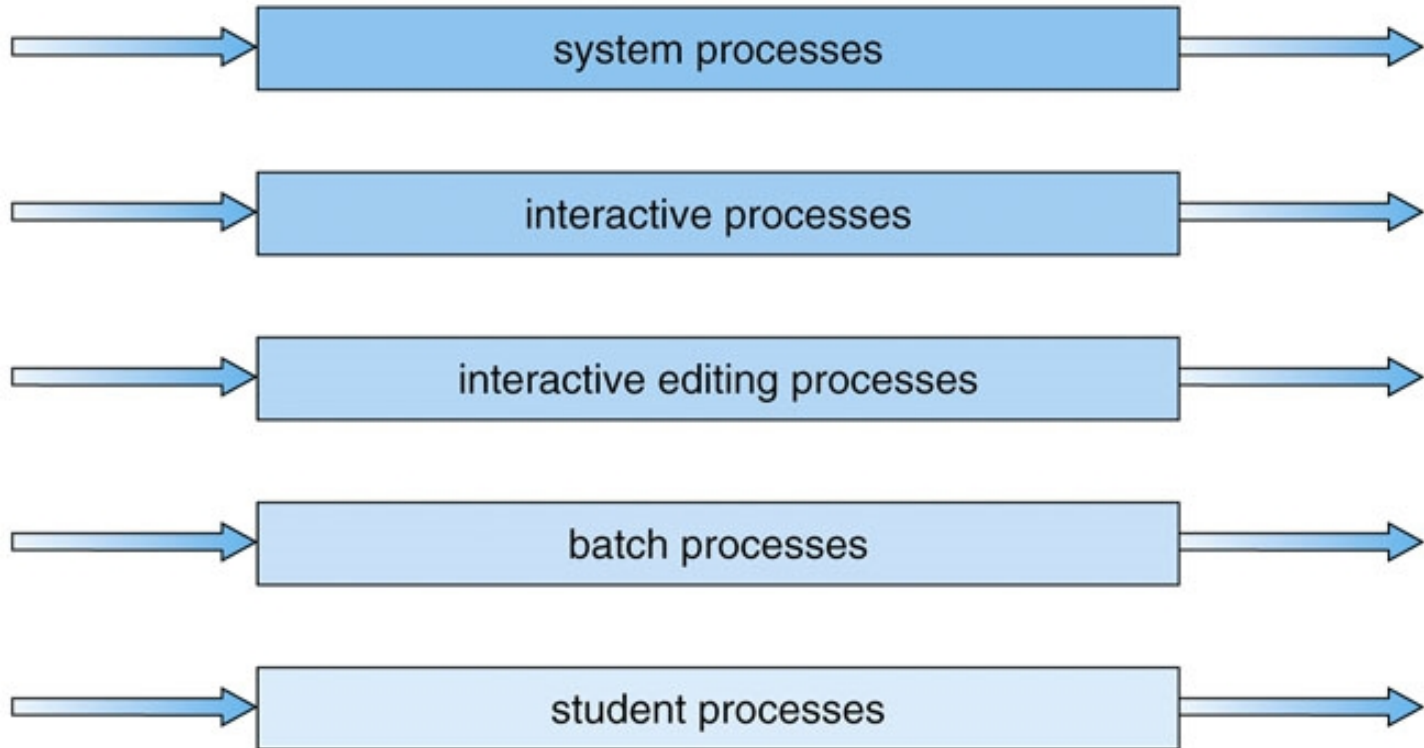 system processes
interactive processes
interactive editing processes
batch processes
student processes